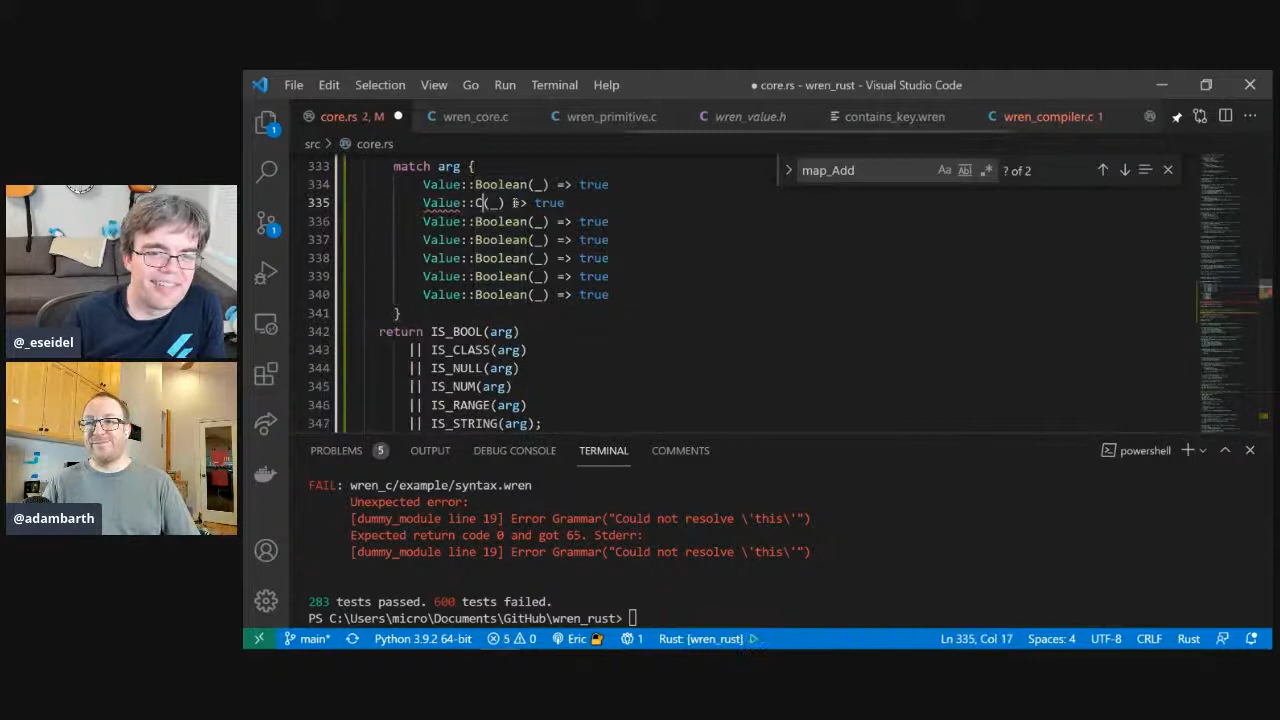 File Edit Selection View Go Run Terminal Help
● core.rs - wren_rust - Visual Studio Code
core.rs 2, M ●
wren_core.c
wren_primitive.c
wren_value.h
contains_key.wren
wren_compiler.c 1
src > core.rs
map_Add
Aa ab .* ? of 2
333 match arg {
334 Value::Boolean(_) => true
335 Value::C(_) => true
336 Value::Boolean(_) => true
337 Value::Boolean(_) => true
338 Value::Boolean(_) => true
339 Value::Boolean(_) => true
340 Value::Boolean(_) => true
341 }
342 return IS_BOOL(arg)
343 || IS_CLASS(arg)
344 || IS_NULL(arg)
345 || IS_NUM(arg)
346 || IS_RANGE(arg)
347 || IS_STRING(arg);
1
1
@_eseidel
@adambarth
PROBLEMS 5 OUTPUT DEBUG CONSOLE TERMINAL COMMENTS
powershell
FAIL: wren_c/example/syntax.wren
Unexpected error:
[dummy_module line 19] Error Grammar("Could not resolve \'this\'")
Expected return code 0 and got 65. Stderr:
[dummy_module line 19] Error Grammar("Could not resolve \'this\'")
283 tests passed. 600 tests failed.
PS C:\Users\micro\Documents\GitHub\wren_rust>
main* Python 3.9.2 64-bit 5 0 Eric 1 Rust: [wren_rust] Ln 335, Col 17 Spaces: 4 UTF-8 CRLF Rust